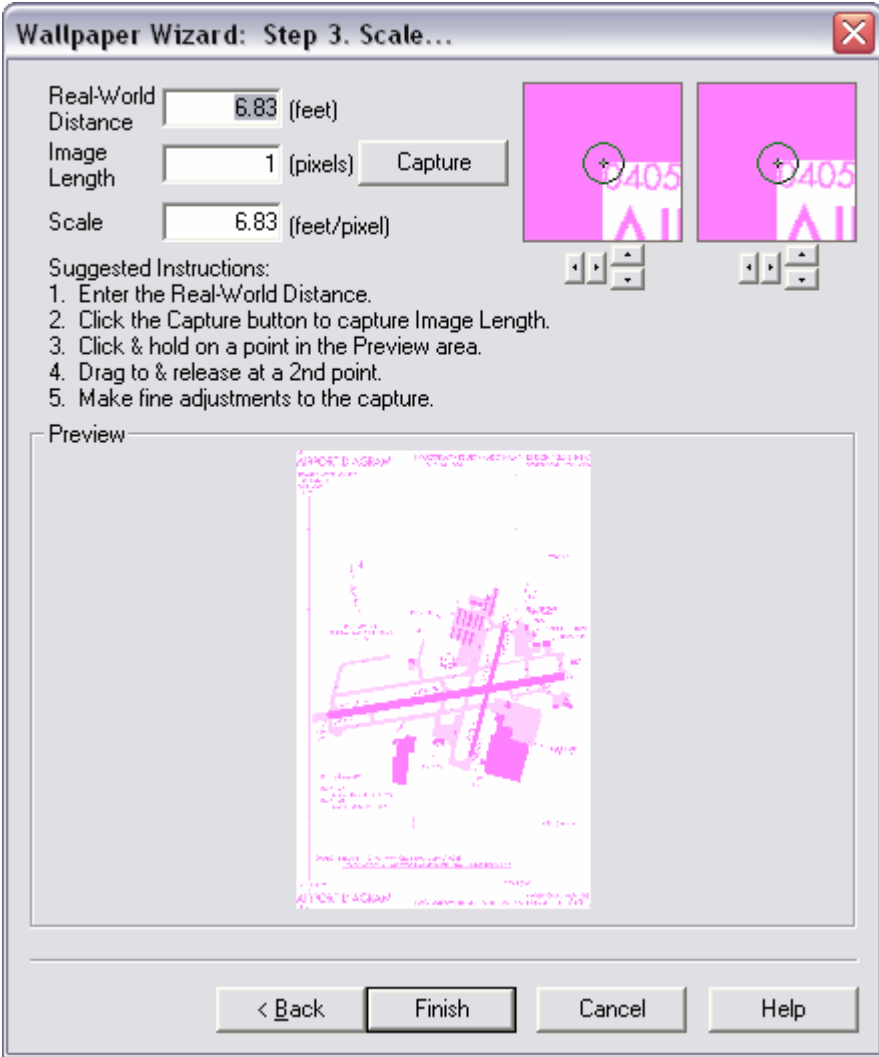 Wallpaper Wizard: Step 3. Scale...
Real-World Distance 6.83 (feet)
Image Length 1 (pixels) Capture
Scale 6.83 (feet/pixel)
0405
0405
Suggested Instructions:
1. Enter the Real-World Distance.
2. Click the Capture button to capture Image Length.
3. Click & hold on a point in the Preview area.
4. Drag to & release at a 2nd point.
5. Make fine adjustments to the capture.
Preview
AIRPORT DIAGRAM
AIRPORT DIAGRAM
< Back Finish Cancel Help